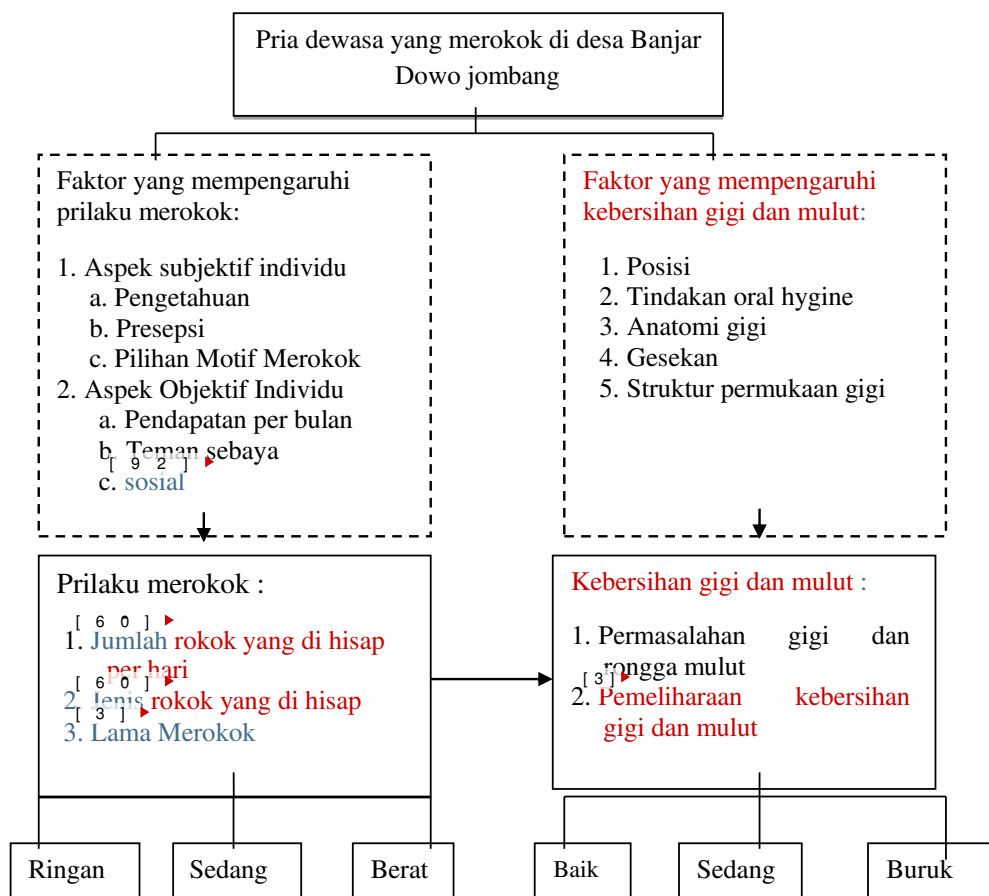 Pria dewasa yang merokok di desa Banjar
Dowo jombang
Faktor yang mempengaruhi
prilaku merokok:
1. Aspek subjektif individu
a. Pengetahuan
b. Presepsi
c. Pilihan Motif Merokok
2. Aspek Objektif Individu
a. Pendapatan per bulan
b. Teman sebaya
[ 9 2 ]
c. sosial
Faktor yang mempengaruhi
kebersihan gigi dan mulut:
1. Posisi
2. Tindakan oral hygine
3. Anatomi gigi
4. Gesekan
5. Struktur permukaan gigi
Prilaku merokok :
[ 6 0 ]
1. Jumlah rokok yang di hisap
per hari
[ 6 0 ]
2. Jenis rokok yang di hisap
[ 3 ]
3. Lama Merokok
Kebersihan gigi dan mulut :
1. Permasalahan gigi dan
rongga mulut
[ 3 ]
2. Pemeliharaan kebersihan
gigi dan mulut
Ringan
Sedang
Berat
Baik
Sedang
Buruk